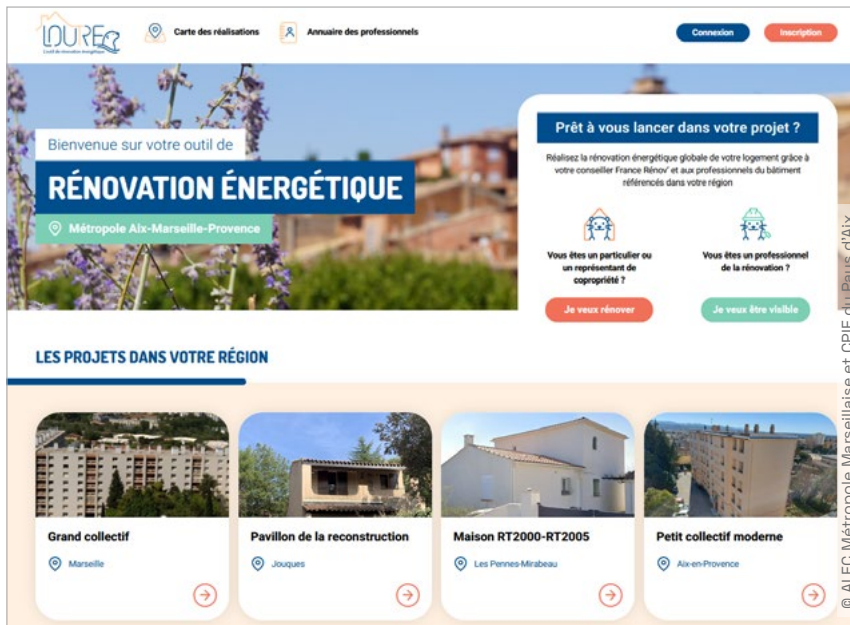 LOUREC
L'outil de rénovation énergétique
Carte des réalisations
Annuaire des professionnels
Connexion
Inscription
Bienvenue sur votre outil de
RÉNOVATION ÉNERGÉTIQUE
Métropole Aix-Marseille-Provence
Prêt à vous lancer dans votre projet ?
Réalisez la rénovation énergétique globale de votre logement grâce à
votre conseiller France Rénov' et aux professionnels du bâtiment
référencés dans votre région
Vous êtes un particulier ou
un représentant de
copropriété ?
Je veux rénover
Vous êtes un professionnel
de la rénovation ?
Je veux être visible
LES PROJETS DANS VOTRE RÉGION
Grand collectif
Marseille
Pavillon de la reconstruction
Jouques
Maison RT2000-RT2005
Les Pennes-Mirabeau
Petit collectif moderne
Aix-en-Provence
© ALEC Métropole Marseillaise et CPIE du Pays d'Aix